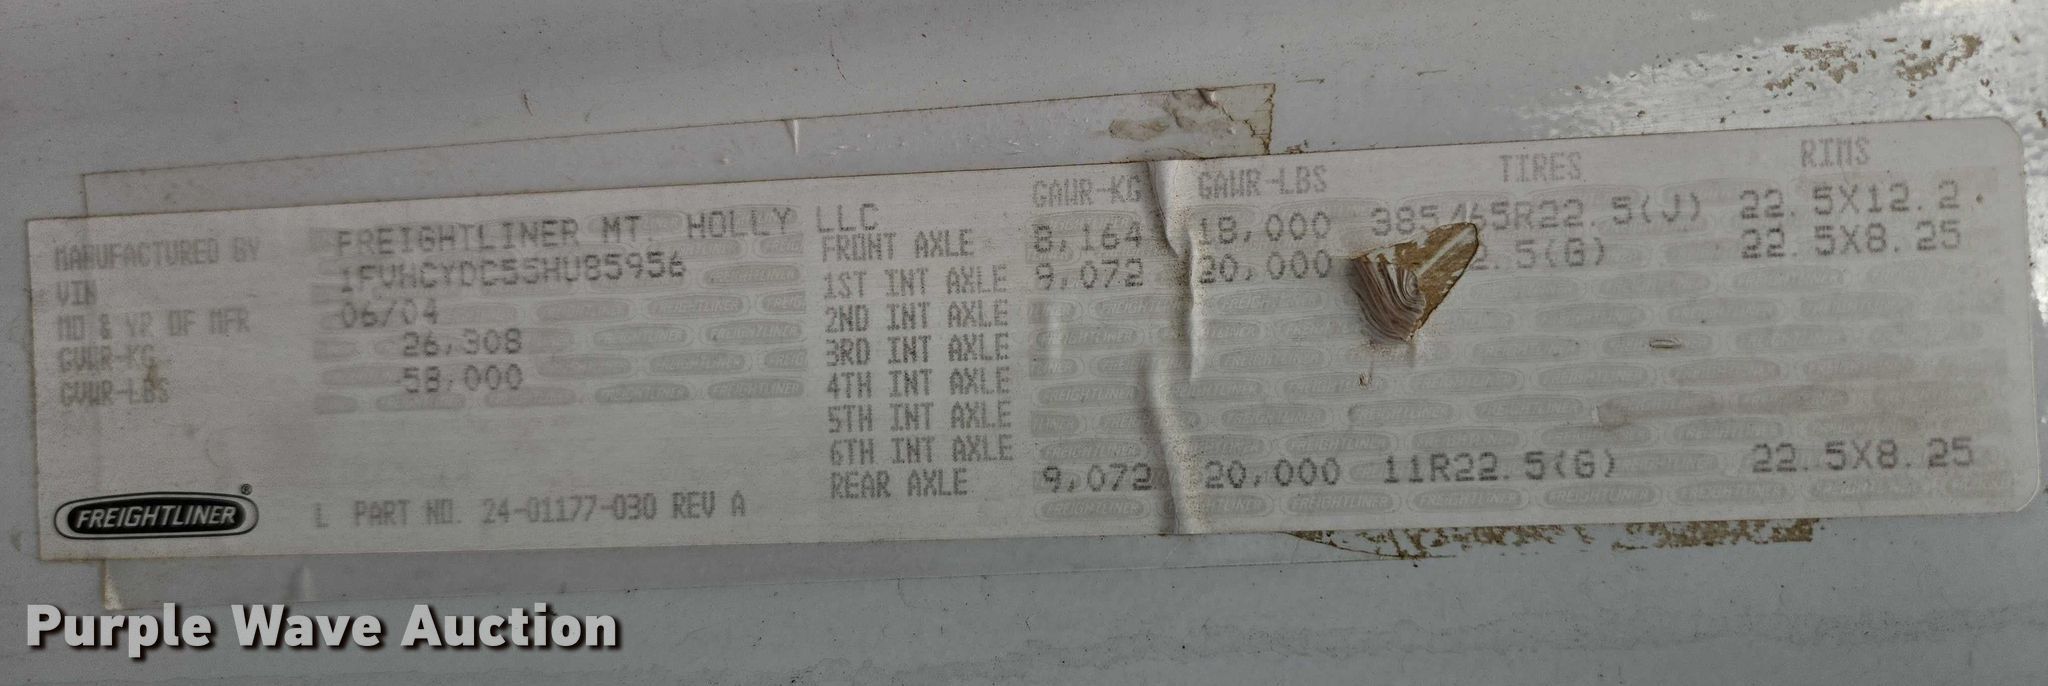 GAWR-KG GAWR-LBS TIRES RIMS
MANUFACTURED BY FREIGHTLINER MT. HOLLY LLC
FRONT AXLE 8,164 18,000 385/65R22.5(J) 22.5X12.2
VIN 1FVHCYDC55HU85956
1ST INT AXLE 9,072 20,000 2.5(G) 22.5X8.25
MO & YR OF MFR 06/04
2ND INT AXLE
GVWR-KG 26,308
3RD INT AXLE
GVWR-LBS 58,000
4TH INT AXLE
5TH INT AXLE
6TH INT AXLE
REAR AXLE 9,072 20,000 11R22.5(G) 22.5X8.25
FREIGHTLINER ®
L PART NO. 24-01177-030 REV A
Purple Wave Auction